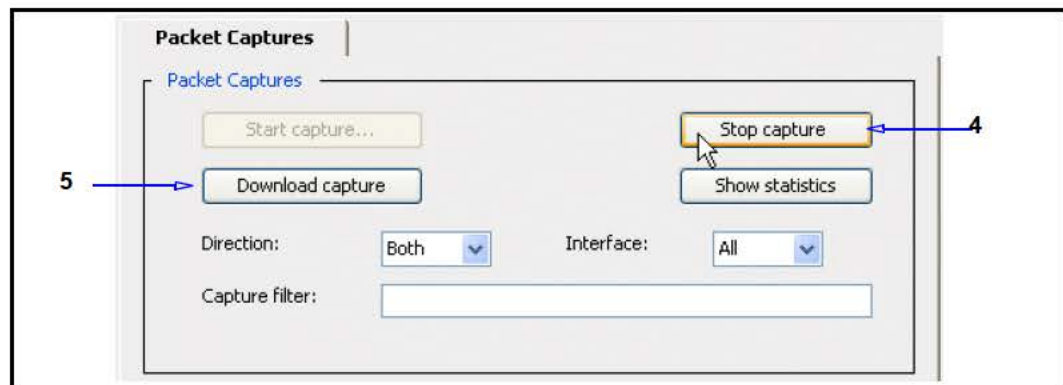 Packet Captures
Packet Captures
Start capture...
Stop capture
4
5
Download capture
Show statistics
Direction:
Both
Interface:
All
Capture filter: